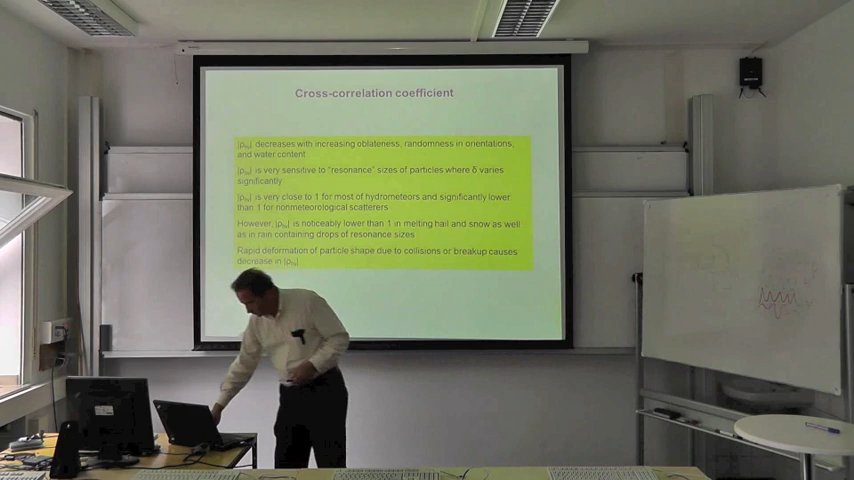 Cross-correlation coefficient
|ρhv| decreases with increasing oblateness, randomness in orientations,
and water content
|ρhv| is very sensitive to "resonance" sizes of particles where δ varies
significantly
|ρhv| is very close to 1 for most of hydrometeors and significantly lower
than 1 for nonmeteorological scatterers
However, |ρhv| is noticeably lower than 1 in melting hail and snow as well
as in rain containing drops of resonance sizes
Rapid deformation of particle shape due to collisions or breakup causes
decrease in |ρhv|